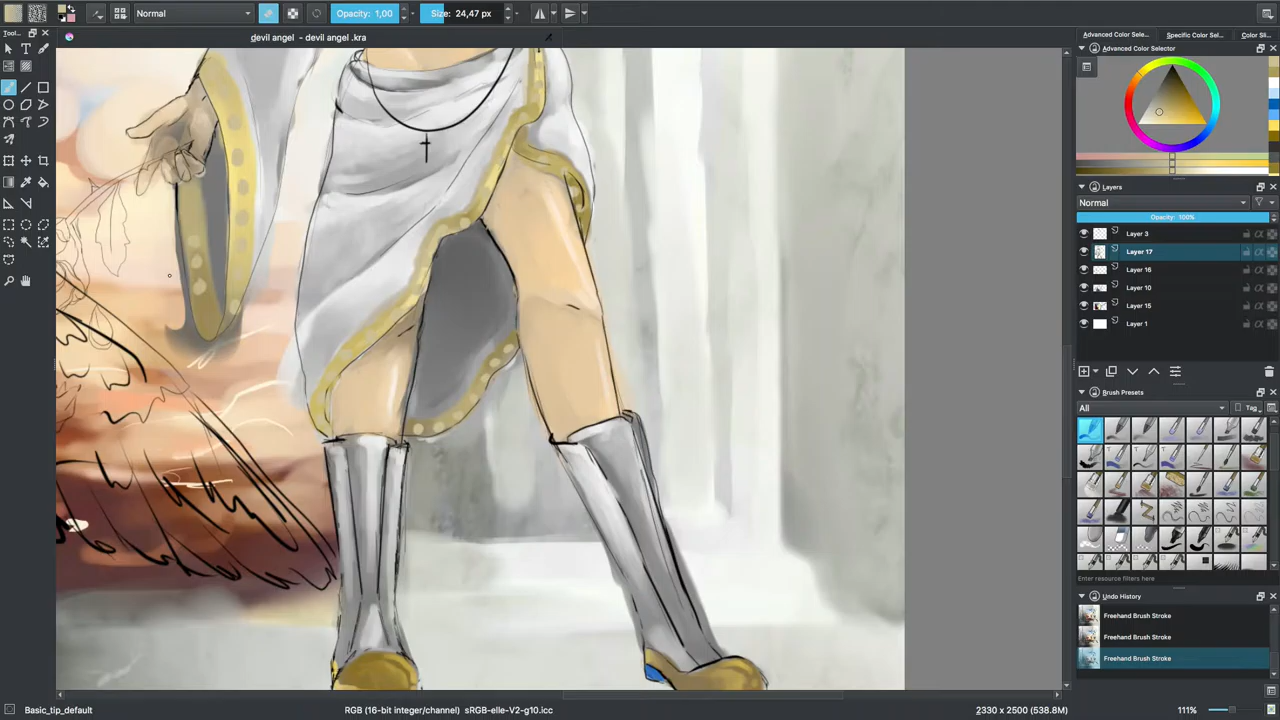 Normal
Opacity: 1,00
Size: 24,47 px
Tool...
devil angel - devil angel .kra
Advanced Color Sele...
Specific Color Sel...
Color Sli...
Advanced Color Selector
Layers
Normal
Opacity: 100%
Layer 3
Layer 17
Layer 16
Layer 10
Layer 15
Layer 1
Brush Presets
All
Tag
Enter resource filters here
Undo History
Freehand Brush Stroke
Freehand Brush Stroke
Freehand Brush Stroke
Basic_tip_default
RGB (16-bit integer/channel) sRGB-elle-V2-g10.icc
2330 x 2500 (538.8M)
111%